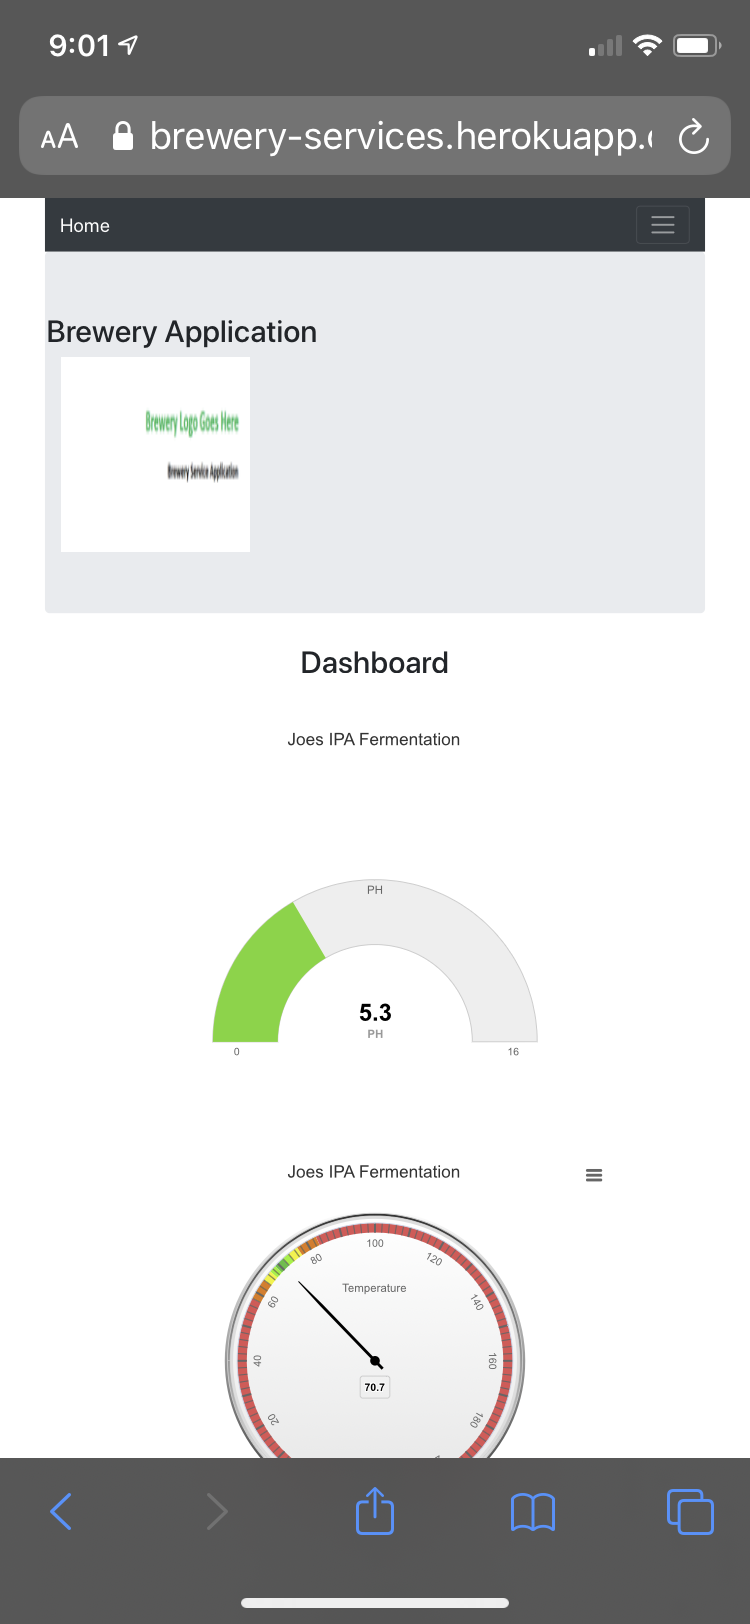 9:01
AA brewery-services.herokuapp.
Home
Brewery Application
Brewery Logo Goes Here
Brewery Service Application
Dashboard
Joes IPA Fermentation
PH
5.3
PH
0 16
Joes IPA Fermentation
100
80 120
Temperature
60 140
40 160
70.7
20 180